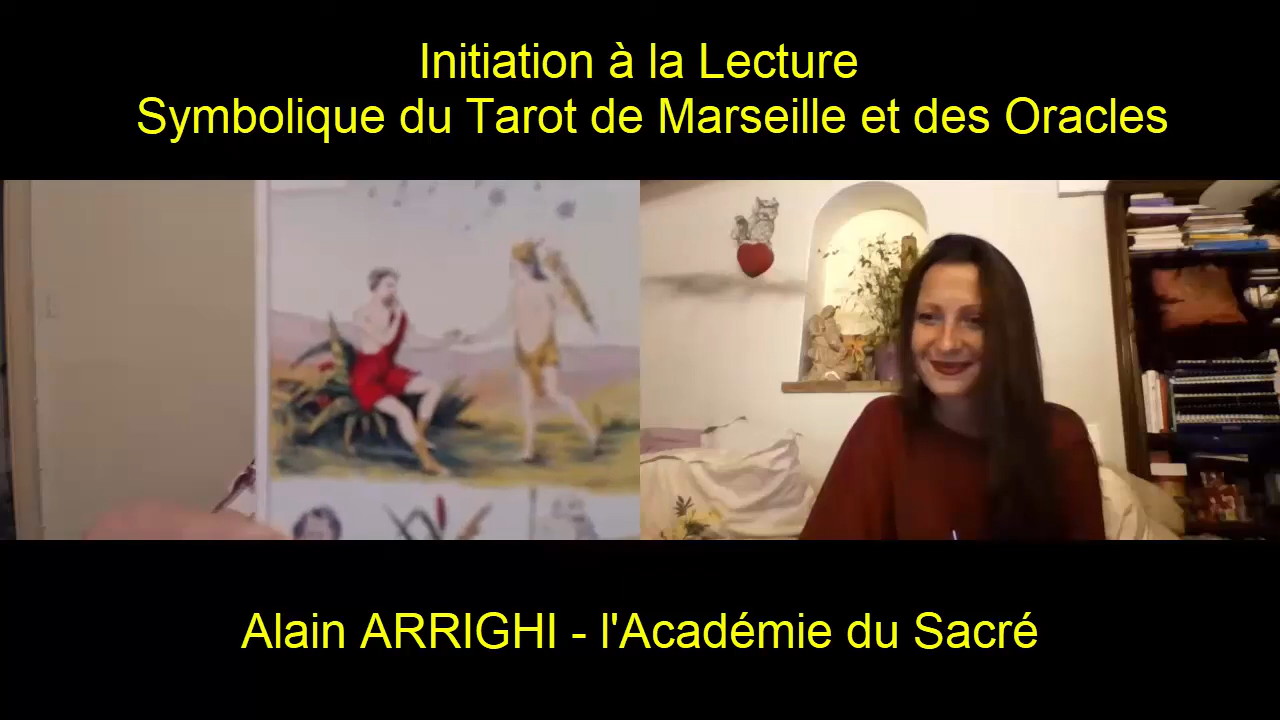 Initiation à la Lecture
Symbolique du Tarot de Marseille et des Oracles
Alain ARRIGHI - l'Académie du Sacré